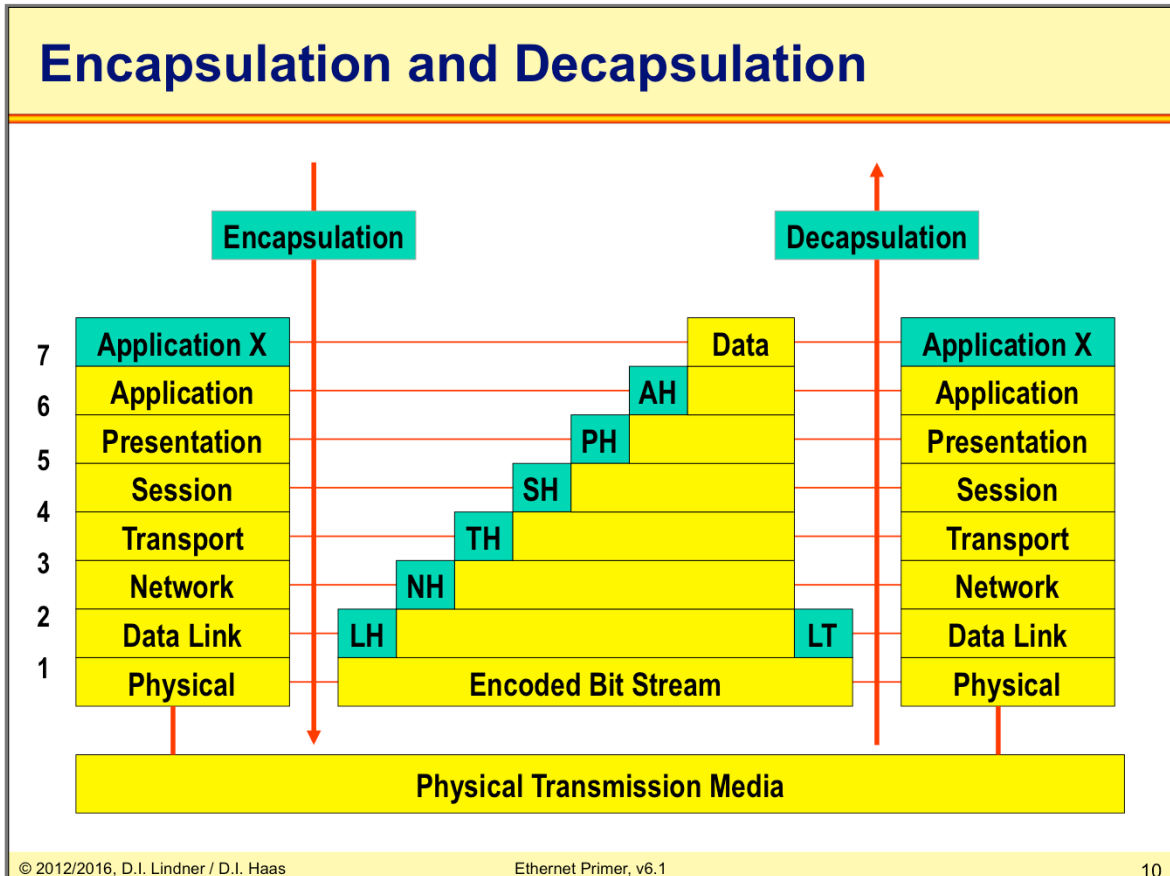 Encapsulation and Decapsulation
Encapsulation
Decapsulation
Application X
Data
Application X
7
Application
AH
Application
6
Presentation
PH
Presentation
5
Session
SH
Session
4
Transport
TH
Transport
3
Network
NH
Network
2
Data Link
LH
LT
Data Link
1
Physical
Encoded Bit Stream
Physical
Physical Transmission Media
© 2012/2016, D.I. Lindner / D.I. Haas
Ethernet Primer, v6.1
10